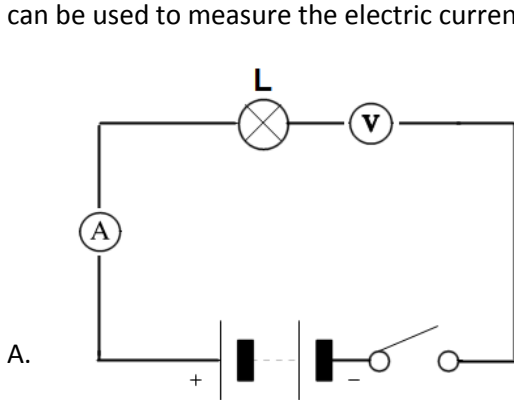 can be used to measure the electric curren
L
V
A
A.
+ −